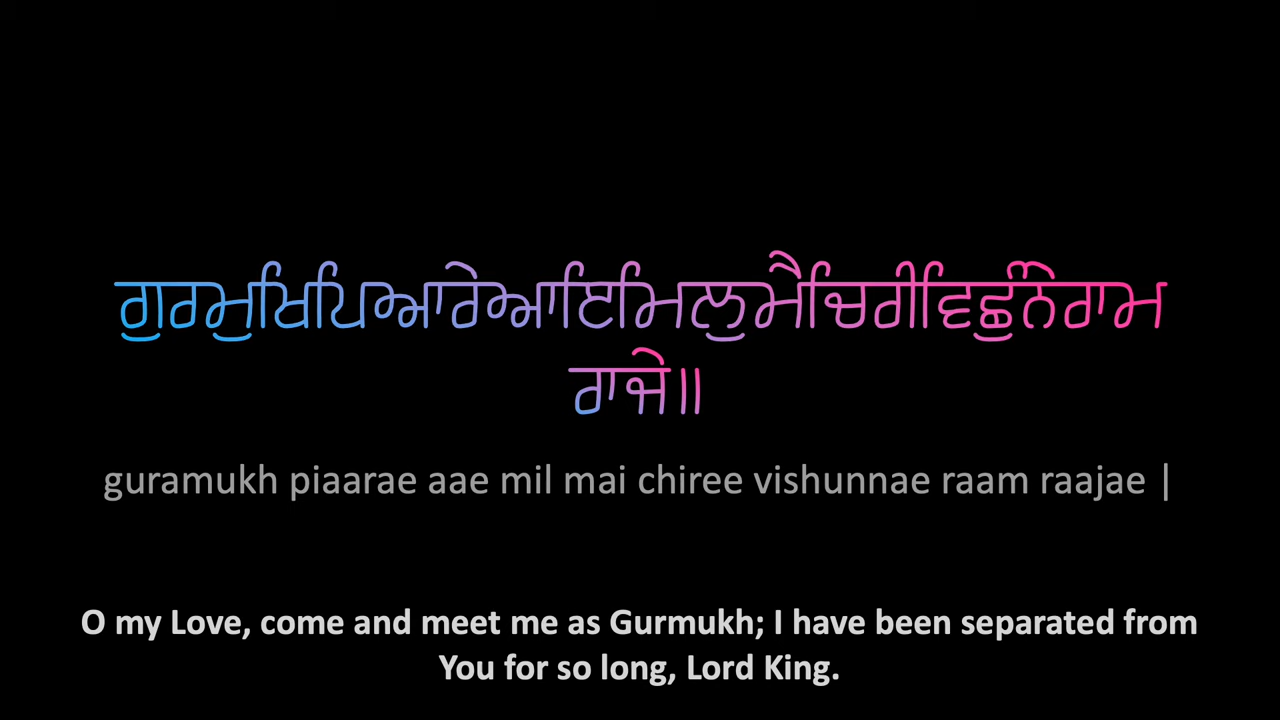 ਗੁਰਮੁਖਿਪਿਆਰੇਆਇਮਿਲੁਮੈਚਿਰੀਵਿਛੁੰਨੇਰਾਮ
ਰਾਜੇ॥
guramukh piaarae aae mil mai chiree vishunnae raam raajae |
O my Love, come and meet me as Gurmukh; I have been separated from
You for so long, Lord King.